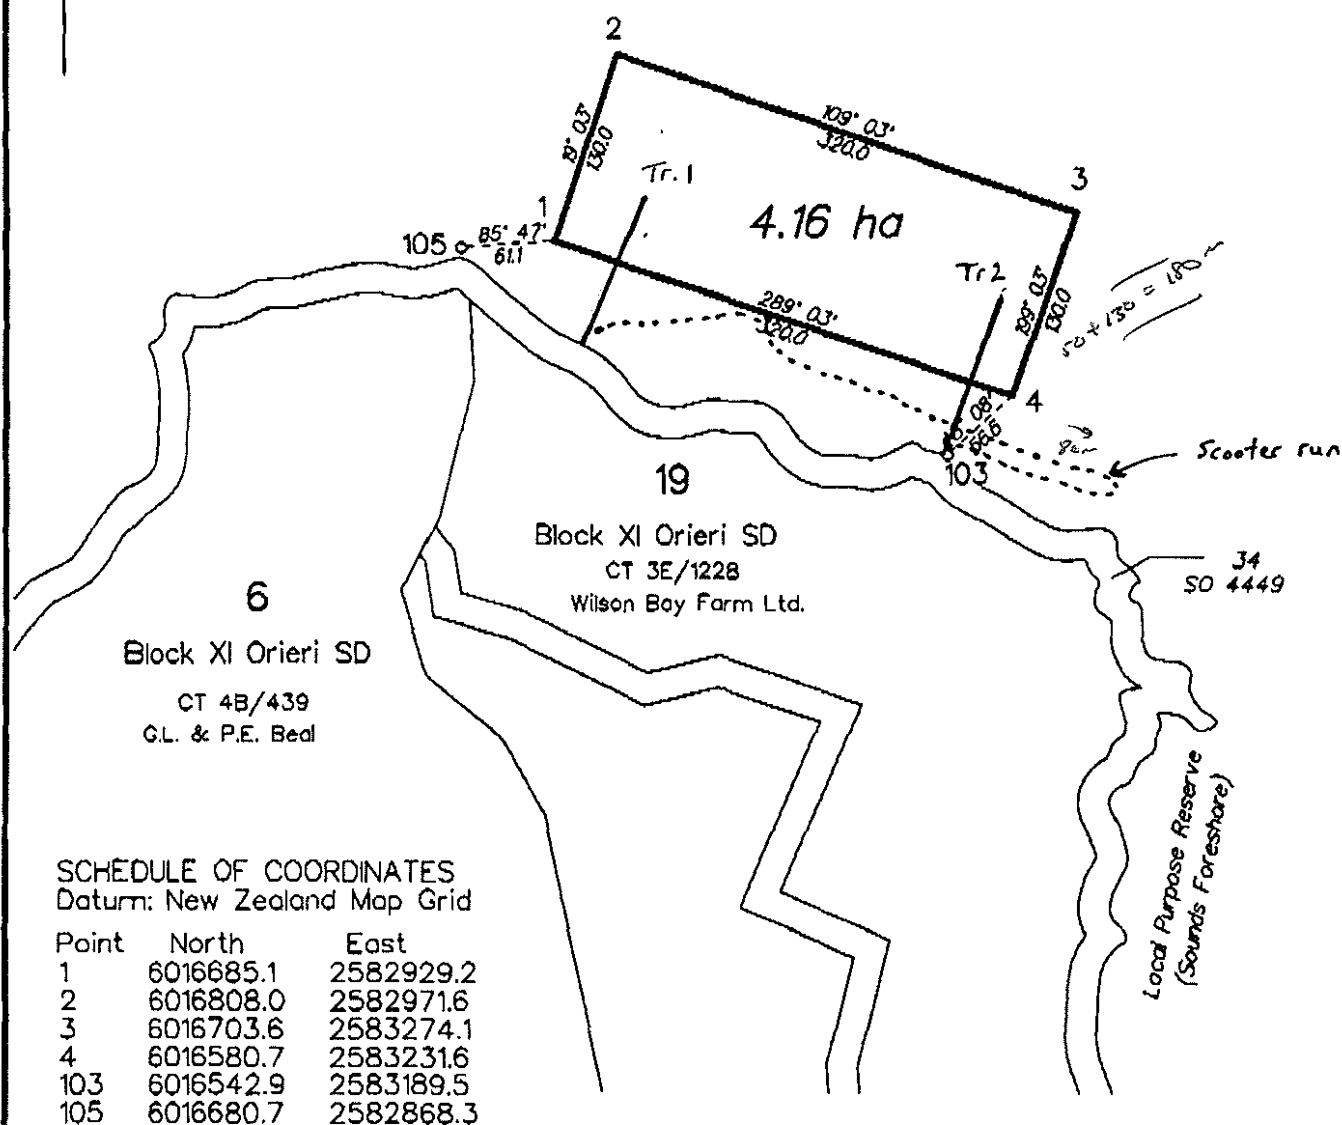 2
109° 03'
320.0
19° 03'
130.0
Tr. 1
3
1
4.16 ha
105
85° 47'
61.1
Tr 2
289° 03'
320.0
199° 03'
130.0
50 + 130 = 180m
4
08'
56.5
80m
Scooter run
103
19
Block XI Orieri SD
CT 3E/1228
Wilson Bay Farm Ltd.
34
SO 4449
6
Block XI Orieri SD
CT 4B/439
G.L. & P.E. Beal
Local Purpose Reserve
(Sounds Foreshore)
SCHEDULE OF COORDINATES
Datum: New Zealand Map Grid
Point North East
1 6016685.1 2582929.2
2 6016808.0 2582971.6
3 6016703.6 2583274.1
4 6016580.7 2583231.6
103 6016542.9 2583189.5
105 6016680.7 2582868.3